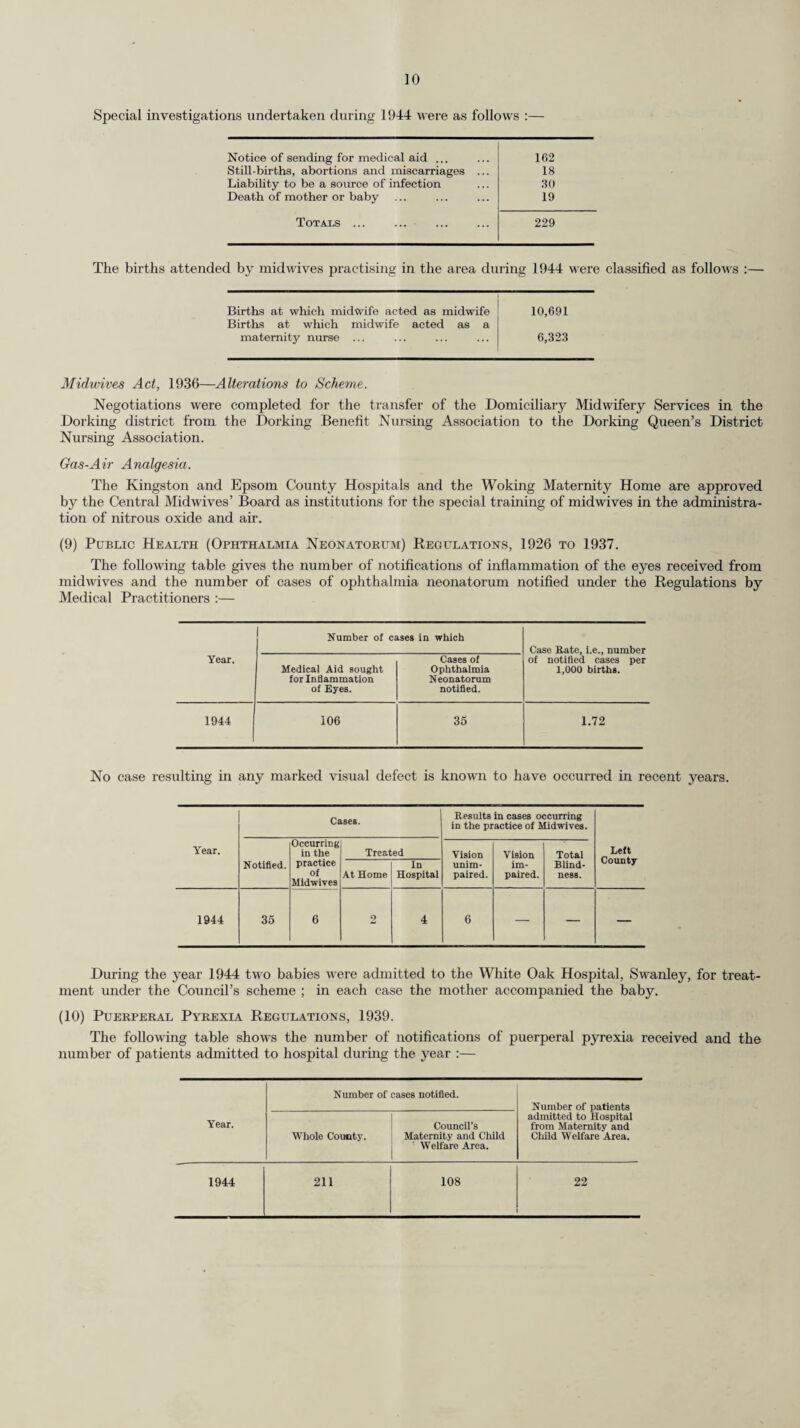 10
Special investigations undertaken during 1944 were as follows :—
Notice of sending for medical aid ... ... 162
Still-births, abortions and miscarriages ... 18
Liability to be a source of infection ... 30
Death of mother or baby ... ... ... 19
Totals ... ... ... ... 229
The births attended by midwives practising in the area during 1944 were classified as follows :—
Births at which midwife acted as midwife 10,691
Births at which midwife acted as a
maternity nurse ... ... ... ... 6,323
Midwives Act, 1936—Alterations to Scheme.
Negotiations were completed for the transfer of the Domiciliary Midwifery Services in the
Dorking district from the Dorking Benefit Nursing Association to the Dorking Queen's District
Nursing Association.
Gas-Air Analgesia.
The Kingston and Epsom County Hospitals and the Woking Maternity Home are approved
by the Central Midwives' Board as institutions for the special training of midwives in the administra-
tion of nitrous oxide and air.
(9) Public Health (Ophthalmia Neonatorum) Regulations, 1926 to 1937.
The following table gives the number of notifications of inflammation of the eyes received from
midwives and the number of cases of ophthalmia neonatorum notified under the Regulations by
Medical Practitioners :—
Year.
Number of cases in which
Medical Aid sought
for Inflammation
of Eyes.
Cases of
Ophthalmia
Neonatorum
notified.
Case Rate, i.e., number
of notified cases per
1,000 births.
1944 106 35 1.72
No case resulting in any marked visual defect is known to have occurred in recent years.
Year.
Cases.
Notified.
Occurring
in the
practice
of
Midwives
Treated
At Home
In
Hospital
Results in cases occurring
in the practice of Midwives.
Vision
unim-
paired.
Vision
im-
paired.
Total
Blind-
ness.
Left
County
1944 35 6 2 4 6 — — —
During the year 1944 two babies were admitted to the White Oak Hospital, Swanley, for treat-
ment under the Council's scheme ; in each case the mother accompanied the baby.
(10) Puerperal Pyrexia Regulations, 1939.
The following table shows the number of notifications of puerperal pyrexia received and the
number of patients admitted to hospital during the year :—
Year.
Number of cases notified.
Whole County.
Council's
Maternity and Child
Welfare Area.
Number of patients
admitted to Hospital
from Maternity and
Child Welfare Area.
1944 211 108 22